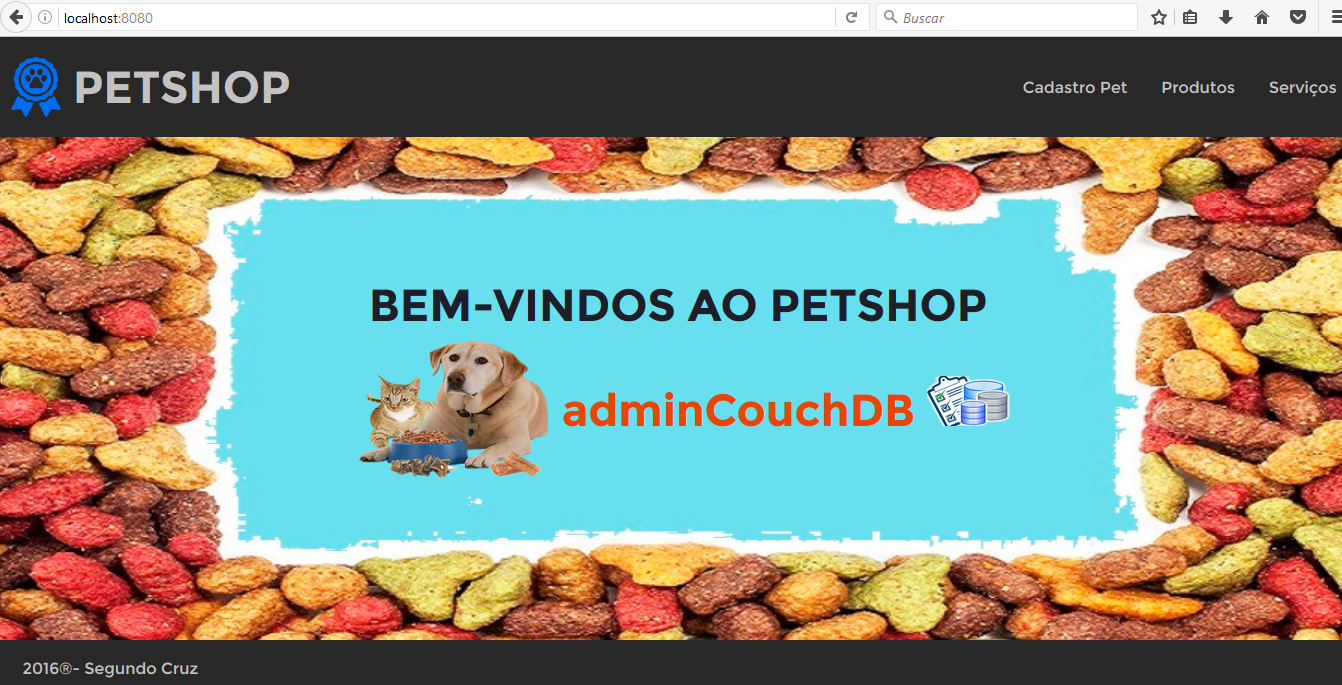 localhost:8080
Buscar
PETSHOP
Cadastro Pet Produtos Serviços
BEM-VINDOS AO PETSHOP
adminCouchDB
2016®- Segundo Cruz